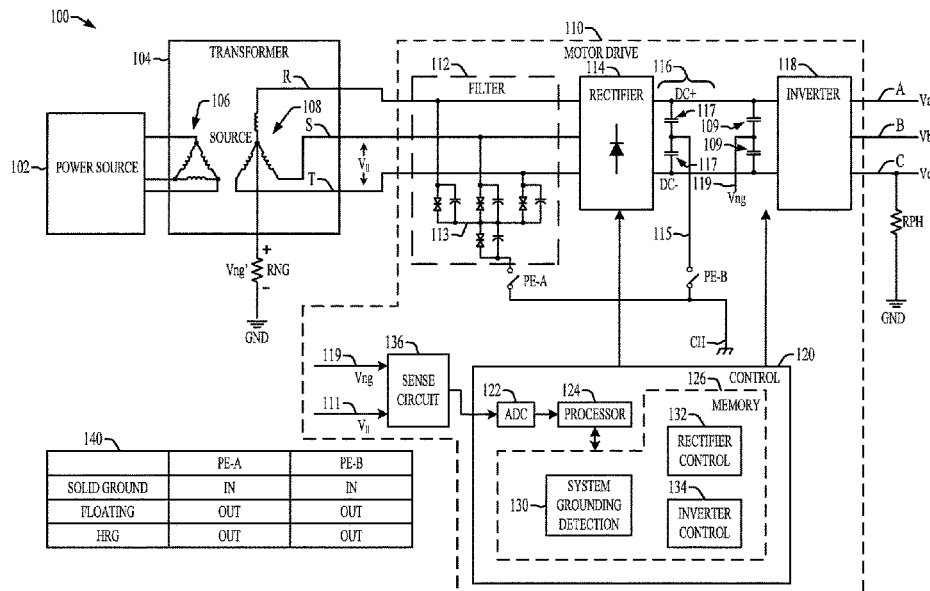 100
104
TRANSFORMER
106
108
SOURCE
R
S
T
V11
102
POWER SOURCE
Vng'
+
-
RNG
GND
110
MOTOR DRIVE
112
FILTER
113
PE-A
114
RECTIFIER
116
DC+
117
117
DC-
109
109
119
Vng
115
PE-B
118
INVERTER
A
B
C
Va
Vb
RPH
GND
CH
119
Vng
111
V11
136
SENSE
CIRCUIT
120
CONTROL
122
ADC
124
PROCESSOR
126
MEMORY
130
SYSTEM
GROUNDING
DETECTION
132
RECTIFIER
CONTROL
134
INVERTER
CONTROL
140
PE-A PE-B
SOLID GROUND IN IN
FLOATING OUT OUT
HRG OUT OUT